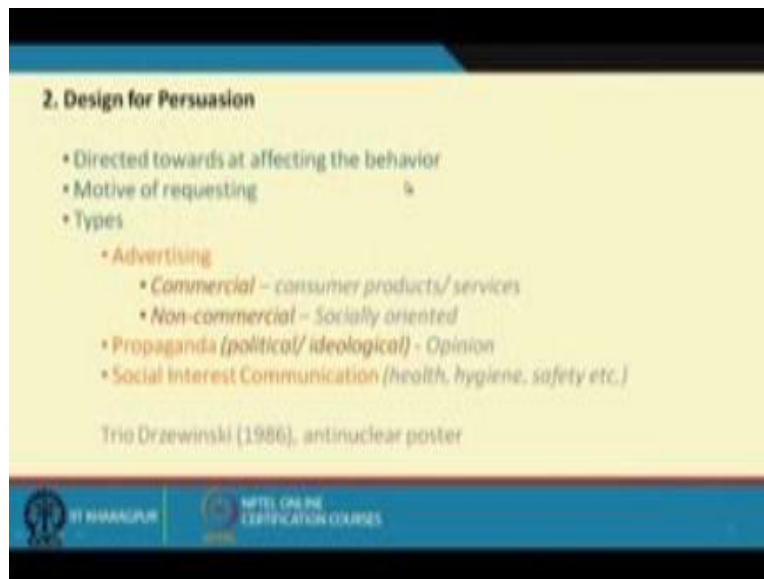 2. Design for Persuasion
• Directed towards at affecting the behavior
• Motive of requesting
• Types
• Advertising
• Commercial – consumer products/ services
• Non-commercial – Socially oriented
• Propaganda (political/ ideological) - Opinion
• Social Interest Communication (health, hygiene, safety etc.)
Trio Drzewinski (1986), antinuclear poster
IIT KHARAGPUR
NPTEL ONLINE
CERTIFICATION COURSES